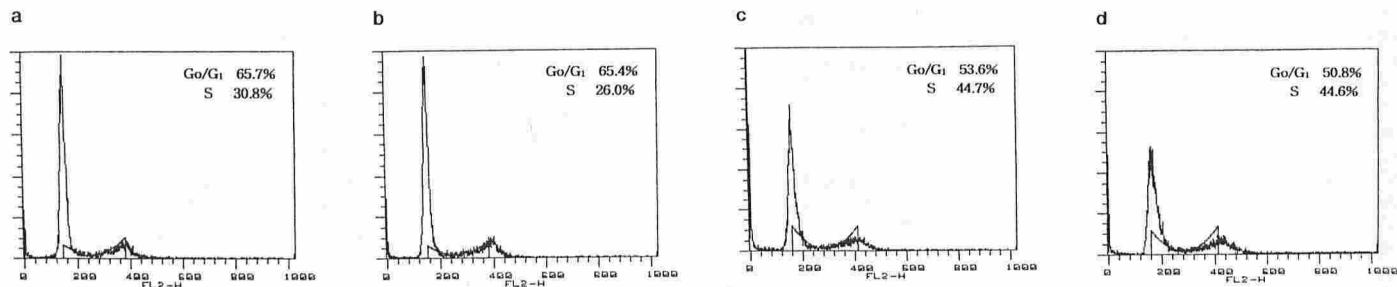 a
Go/G1 65.7%
S 30.8%
0 200 400 600 800 1000
FL2-H
b
Go/G1 65.4%
S 26.0%
0 200 400 600 800 1000
FL2-H
c
Go/G1 53.6%
S 44.7%
0 200 400 600 800 1000
FL2-H
d
Go/G1 50.8%
S 44.6%
0 200 400 600 800 1000
FL2-H